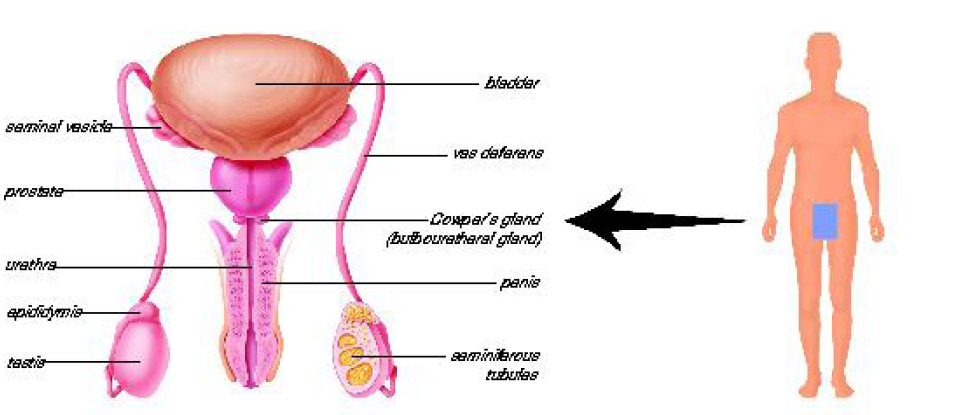 bladder
seminal vesicle
vas deferens
prostate
Cowper's gland
(bulbourethral gland)
urethra
penis
epididymis
testis
seminiferous
tubules